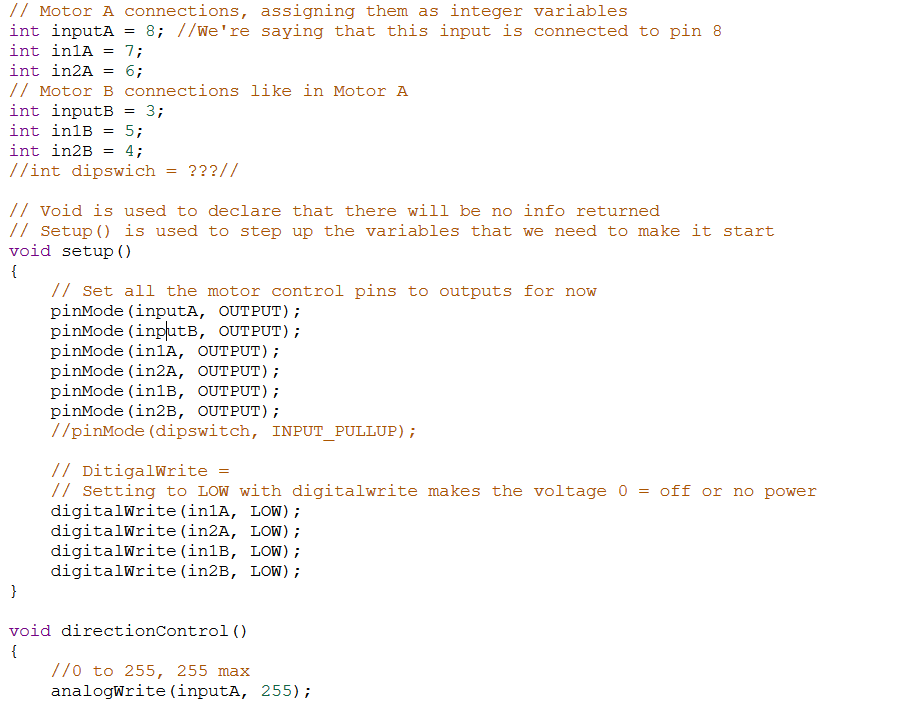 // Motor A connections, assigning them as integer variables
int inputA = 8; //We're saying that this input is connected to pin 8
int in1A = 7;
int in2A = 6;
// Motor B connections like in Motor A
int inputB = 3;
int in1B = 5;
int in2B = 4;
//int dipswich = ???//
// Void is used to declare that there will be no info returned
// Setup() is used to step up the variables that we need to make it start
void setup()
{
// Set all the motor control pins to outputs for now
pinMode(inputA, OUTPUT);
pinMode(inputB, OUTPUT);
pinMode(in1A, OUTPUT);
pinMode(in2A, OUTPUT);
pinMode(in1B, OUTPUT);
pinMode(in2B, OUTPUT);
//pinMode(dipswitch, INPUT_PULLUP);
// DitigalWrite =
// Setting to LOW with digitalwrite makes the voltage 0 = off or no power
digitalWrite(in1A, LOW);
digitalWrite(in2A, LOW);
digitalWrite(in1B, LOW);
digitalWrite(in2B, LOW);
}
void directionControl()
{
//0 to 255, 255 max
analogWrite(inputA, 255);